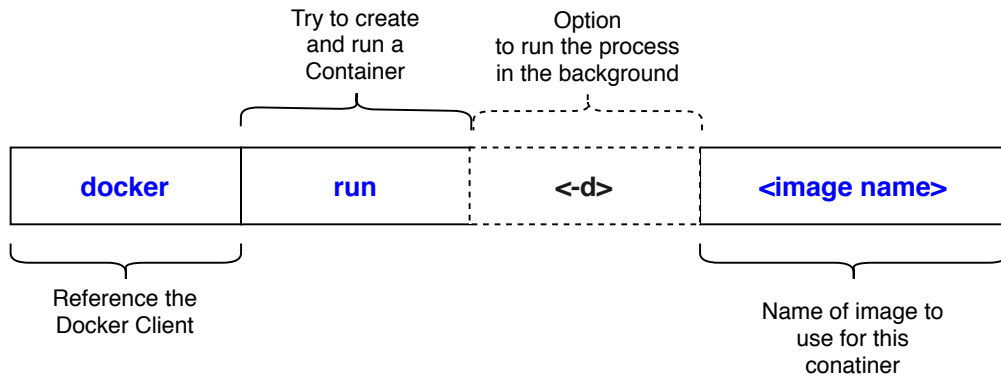 Try to create
and run a
Container
Option
to run the process
in the background
docker
run
<-d>
<image name>
Reference the
Docker Client
Name of image to
use for this
conatiner